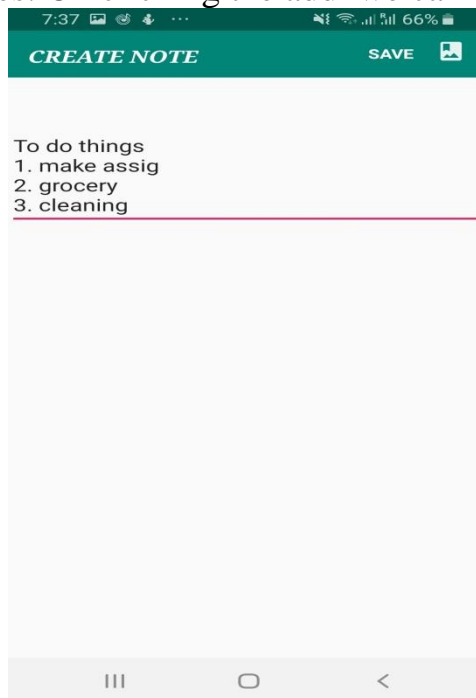 7:37 66%
CREATE NOTE SAVE
To do things
1. make assig
2. grocery
3. cleaning